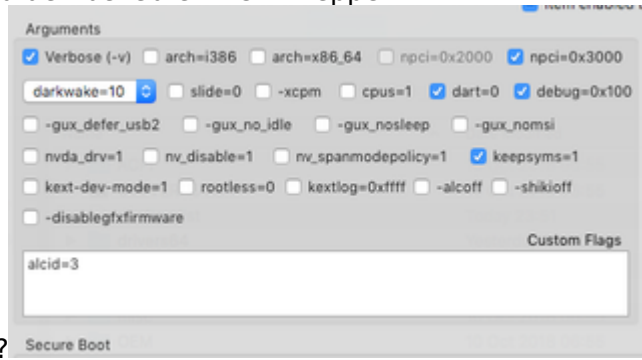 Arguments
Verbose (-v) arch=i386 arch=x86_64 npci=0x2000 npci=0x3000
darkwake=10 slide=0 -xcpm cpus=1 dart=0 debug=0x100
-gux_defer_usb2 -gux_no_idle -gux_nosleep -gux_nomsi
nvda_drv=1 nv_disable=1 nv_spanmodepolicy=1 keepsyms=1
kext-dev-mode=1 rootless=0 kextlog=0xffff -alcoff -shikioff
-disablegfxfirmware
Custom Flags
alcid=3
? Secure Boot